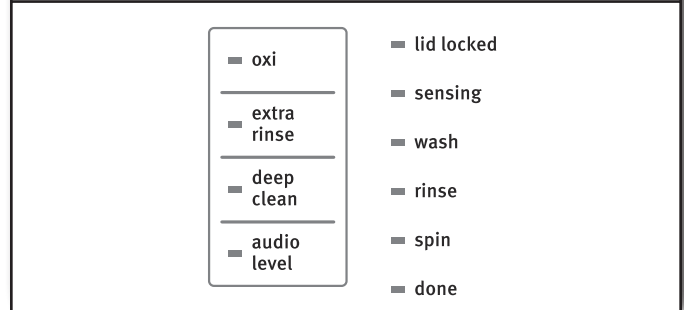 oxi
extra
rinse
deep
clean
audio
level
lid locked
sensing
wash
rinse
spin
done